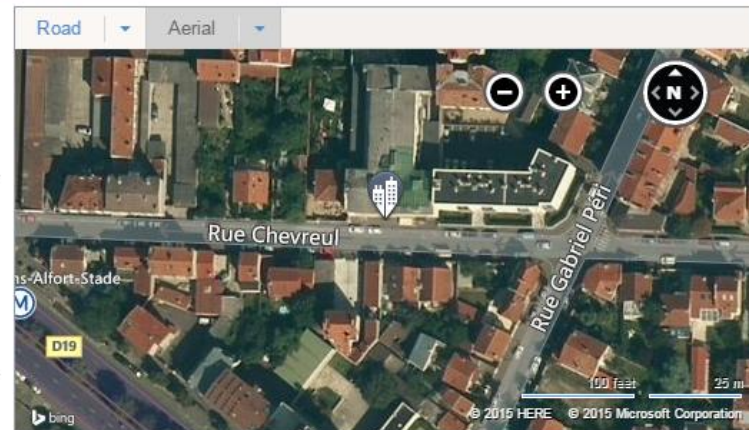 Road
Aerial
N
Rue Chevreul
Rue Gabriel Péri
ns-Alfort-Stade
M
D19
100 feet
25 m
bing
© 2015 HERE
© 2015 Microsoft Corporation